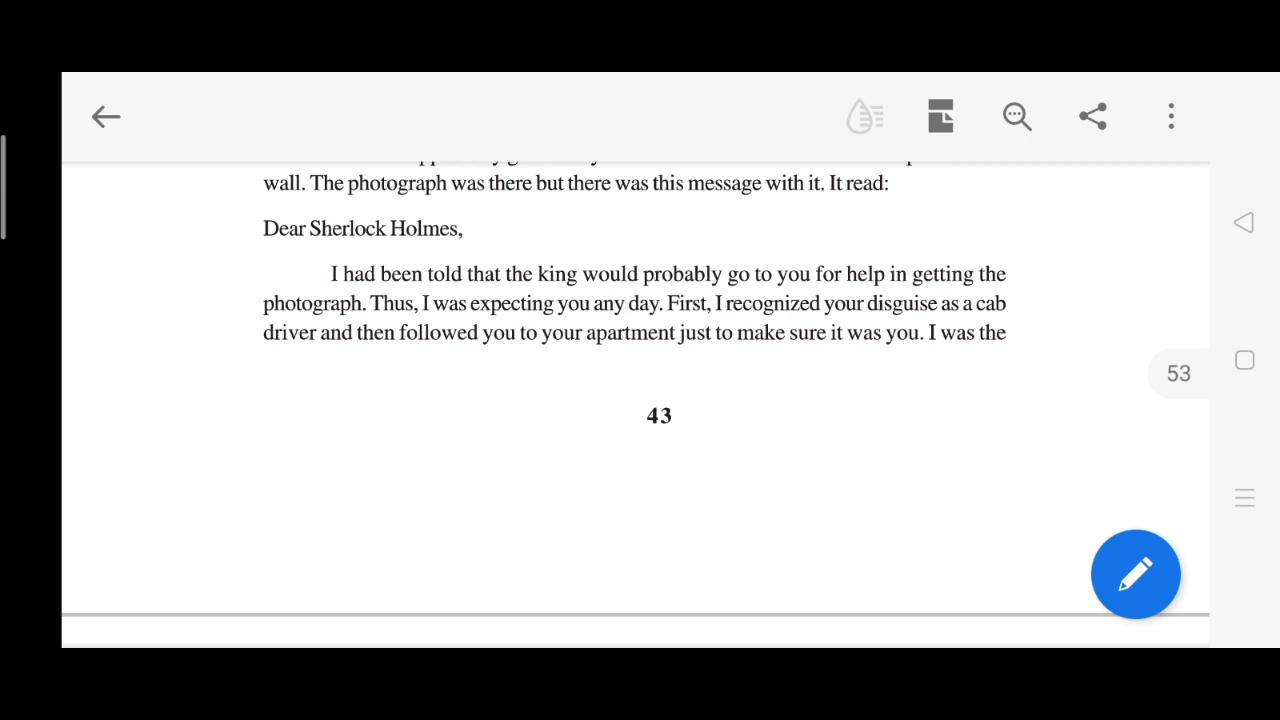 wall. The photograph was there but there was this message with it. It read:
Dear Sherlock Holmes,
I had been told that the king would probably go to you for help in getting the
photograph. Thus, I was expecting you any day. First, I recognized your disguise as a cab
driver and then followed you to your apartment just to make sure it was you. I was the
53
43